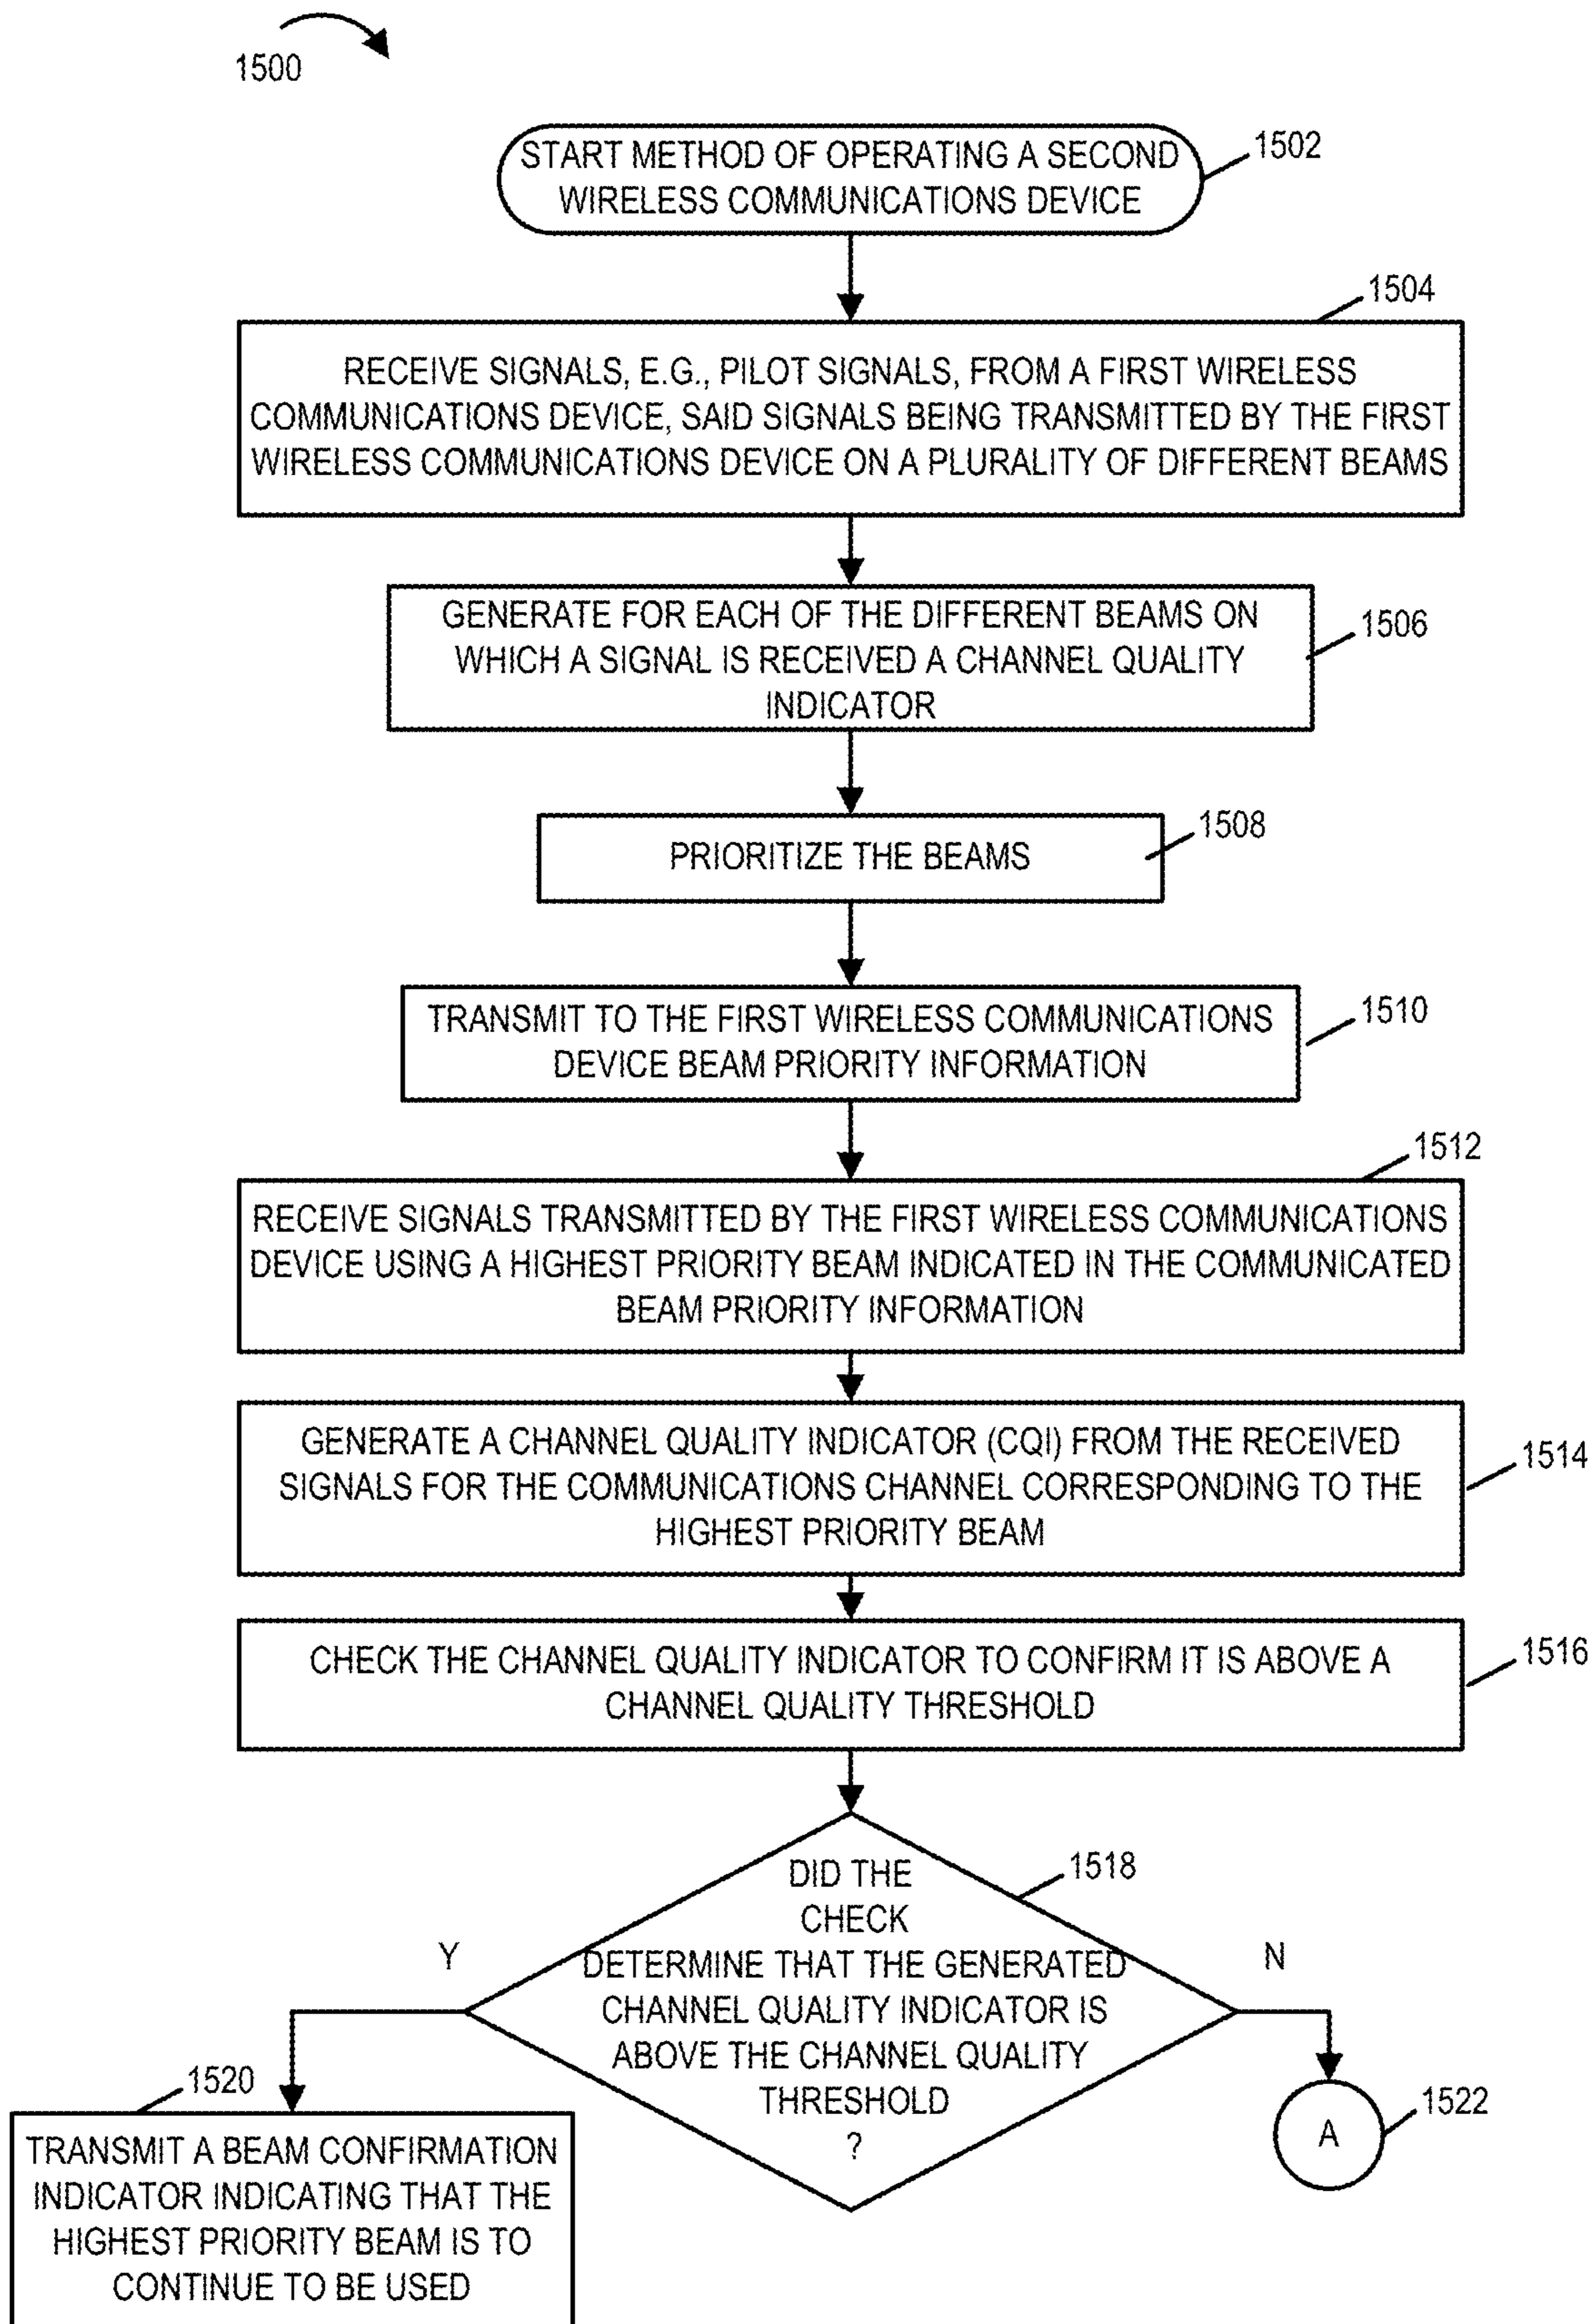 1500
START METHOD OF OPERATING A SECOND
WIRELESS COMMUNICATIONS DEVICE
1502
1504
RECEIVE SIGNALS, E.G., PILOT SIGNALS, FROM A FIRST WIRELESS
COMMUNICATIONS DEVICE, SAID SIGNALS BEING TRANSMITTED BY THE FIRST
WIRELESS COMMUNICATIONS DEVICE ON A PLURALITY OF DIFFERENT BEAMS
GENERATE FOR EACH OF THE DIFFERENT BEAMS ON
WHICH A SIGNAL IS RECEIVED A CHANNEL QUALITY
INDICATOR
1506
PRIORITIZE THE BEAMS
1508
TRANSMIT TO THE FIRST WIRELESS COMMUNICATIONS
DEVICE BEAM PRIORITY INFORMATION
1510
1512
RECEIVE SIGNALS TRANSMITTED BY THE FIRST WIRELESS COMMUNICATIONS
DEVICE USING A HIGHEST PRIORITY BEAM INDICATED IN THE COMMUNICATED
BEAM PRIORITY INFORMATION
GENERATE A CHANNEL QUALITY INDICATOR (CQI) FROM THE RECEIVED
SIGNALS FOR THE COMMUNICATIONS CHANNEL CORRESPONDING TO THE
HIGHEST PRIORITY BEAM
1514
CHECK THE CHANNEL QUALITY INDICATOR TO CONFIRM IT IS ABOVE A
CHANNEL QUALITY THRESHOLD
1516
DID THE
CHECK
DETERMINE THAT THE GENERATED
CHANNEL QUALITY INDICATOR IS
ABOVE THE CHANNEL QUALITY
THRESHOLD
?
1518
Y
N
1520
TRANSMIT A BEAM CONFIRMATION
INDICATOR INDICATING THAT THE
HIGHEST PRIORITY BEAM IS TO
CONTINUE TO BE USED
A
1522